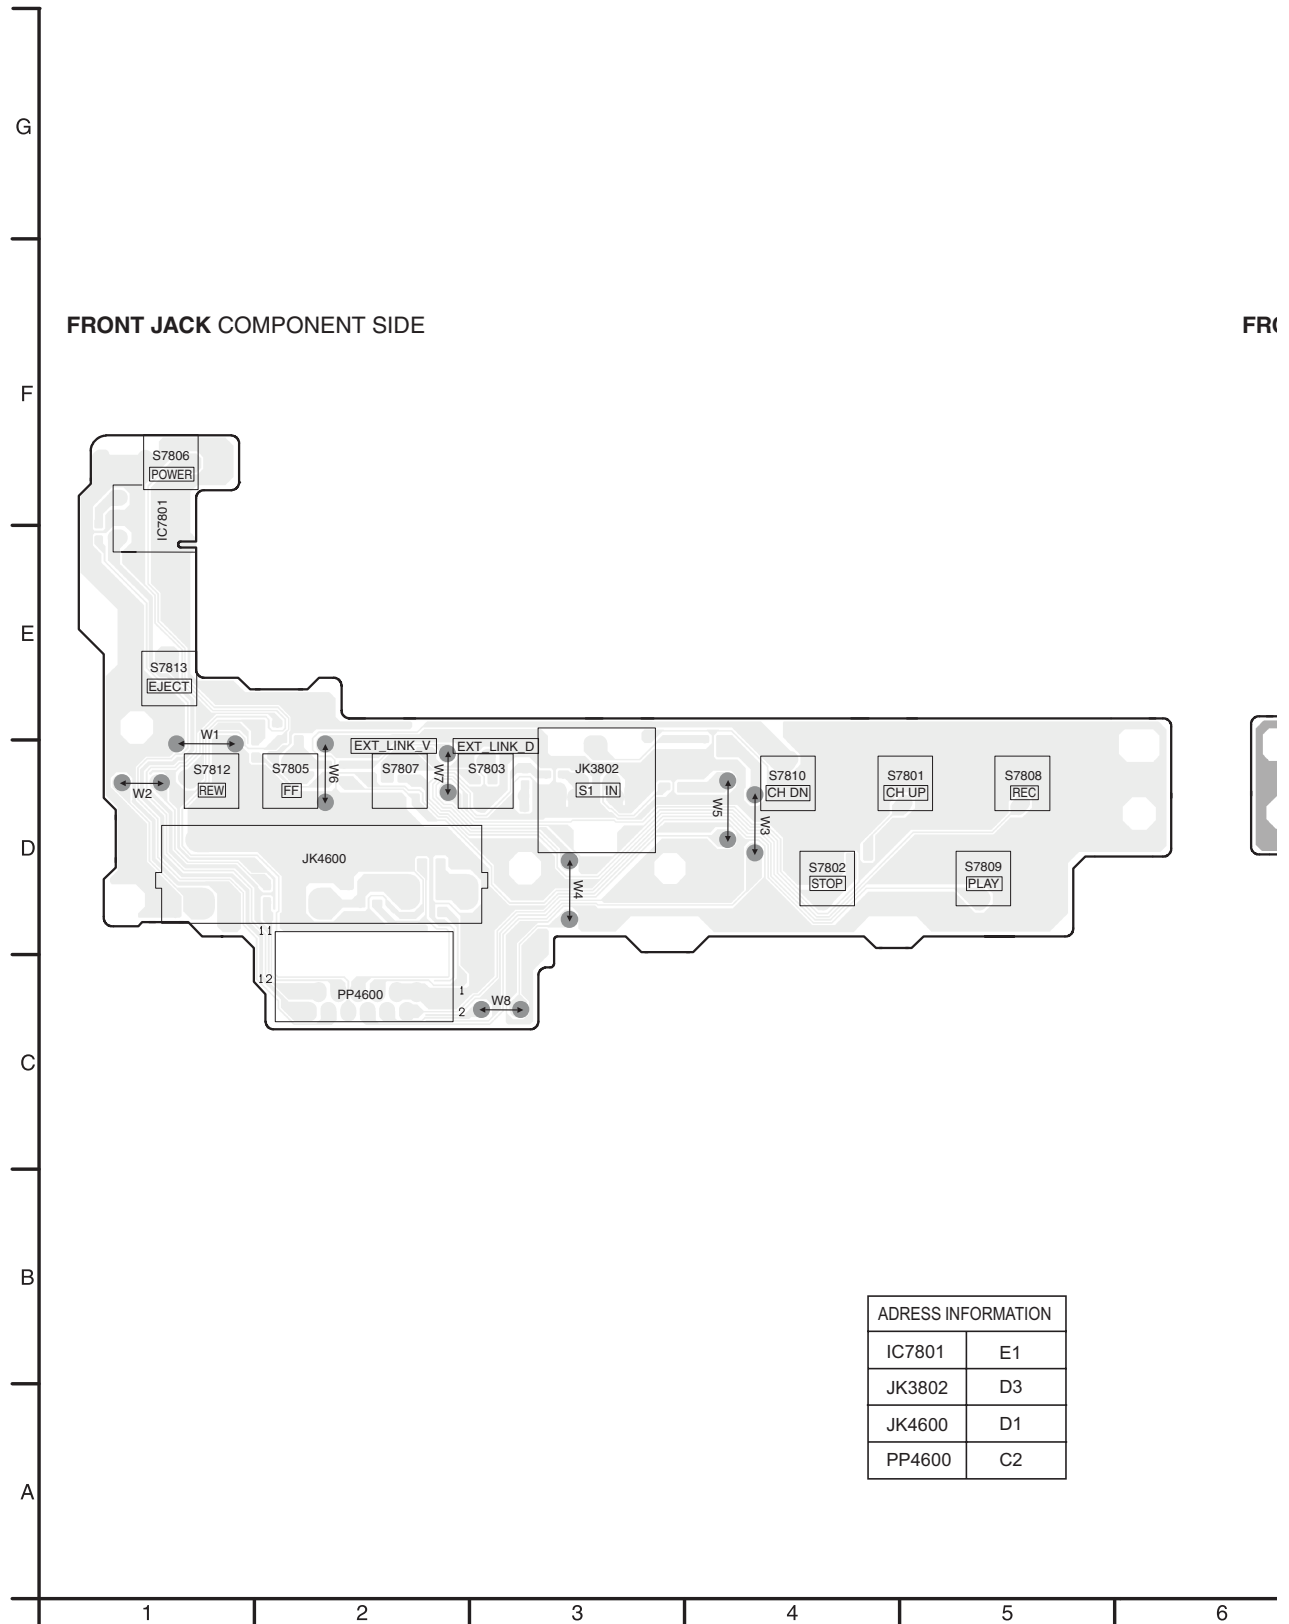 G
FRONT JACK COMPONENT SIDE
FRO
F
S7806
POWER
IC7801
E
S7813
EJECT
W1
EXT_LINK_V
EXT_LINK_D
S7812
REW
W2
S7805
FF
W6
S7807
W7
S7803
JK3802
S1 IN
W5
W3
S7810
CH DN
S7801
CH UP
S7808
REC
D
JK4600
W4
S7802
STOP
S7809
PLAY
11
12
PP4600
1
2
W8
C
B
ADRESS INFORMATION
IC7801 E1
JK3802 D3
JK4600 D1
PP4600 C2
A
1 2 3 4 5 6